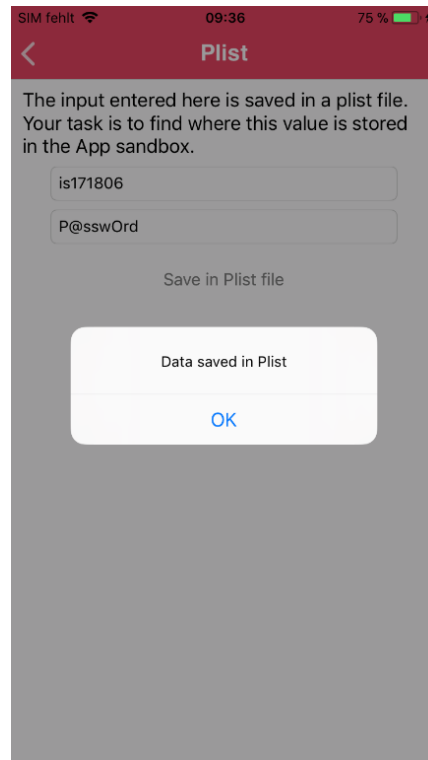 SIM fehlt 09:36 75 %
Plist
The input entered here is saved in a plist file.
Your task is to find where this value is stored
in the App sandbox.
is171806
P@sswOrd
Save in Plist file
Data saved in Plist
OK